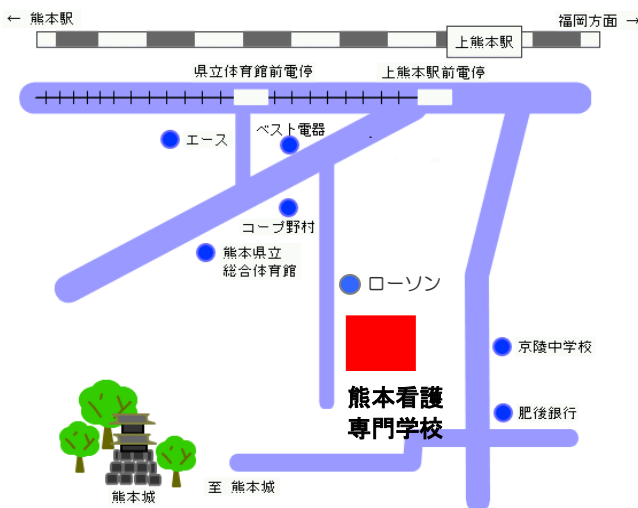 ← 熊本駅
福岡方面 →
上熊本駅
県立体育館前電停
上熊本駅前電停
エース
ベスト電器
コープ野村
熊本県立
総合体育館
ローソン
京陵中学校
熊本看護
専門学校
肥後銀行
至 熊本城
熊本城